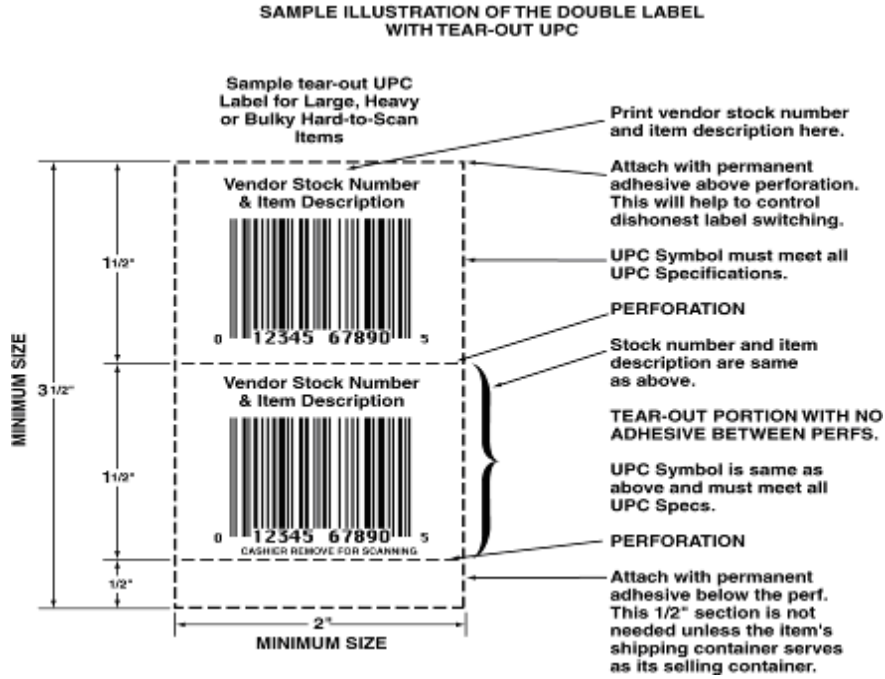 SAMPLE ILLUSTRATION OF THE DOUBLE LABEL
WITH TEAR-OUT UPC
Sample tear-out UPC
Label for Large, Heavy
or Bulky Hard-to-Scan
Items
Print vendor stock number
and item description here.
Attach with permanent
adhesive above perforation.
This will help to control
dishonest label switching.
UPC Symbol must meet all
UPC Specifications.
PERFORATION
Stock number and item
description are same
as above.
TEAR-OUT PORTION WITH NO
ADHESIVE BETWEEN PERFS.
UPC Symbol is same as
above and must meet all
UPC Specs.
PERFORATION
Attach with permanent
adhesive below the perf.
This 1/2" section is not
needed unless the item's
shipping container serves
as its selling container.
Vendor Stock Number
& Item Description
0 12345 67890 5
Vendor Stock Number
& Item Description
0 12345 67890 5
CASHIER REMOVE FOR SCANNING
MINIMUM SIZE
3 1/2"
1 1/2"
1 1/2"
1/2"
2"
MINIMUM SIZE